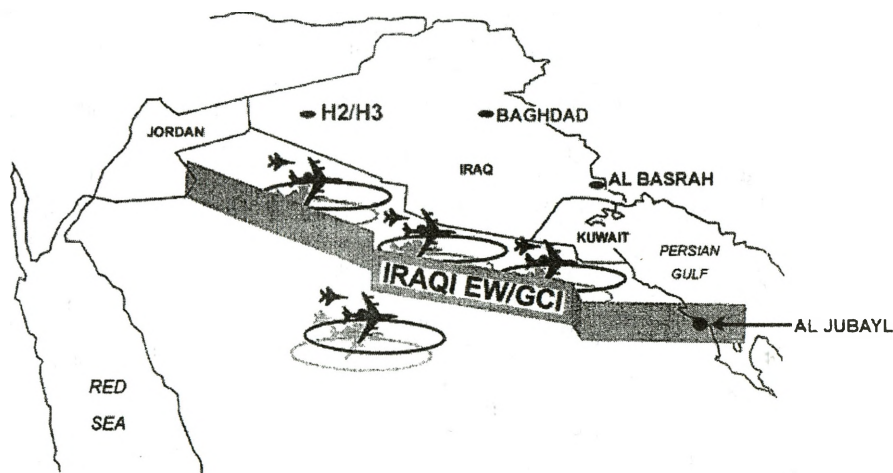 H2/H3
BAGHDAD
JORDAN
IRAQ
AL BASRAH
KUWAIT
PERSIAN
GULF
IRAQI EW/GCI
AL JUBAYL
RED
SEA